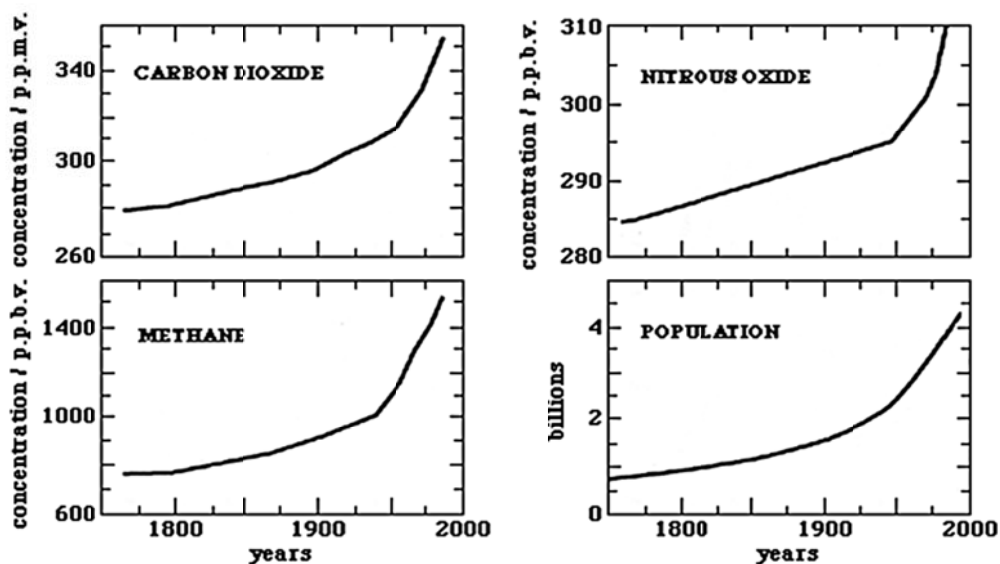 concentration / p.p.m.v.
340
300
260
CARBON DIOXIDE
concentration / p.p.b.v.
310
300
290
280
NITROUS OXIDE
concentration / p.p.b.v.
1400
1000
600
METHANE
1800 1900 2000
years
billions
4
2
0
POPULATION
1800 1900 2000
years